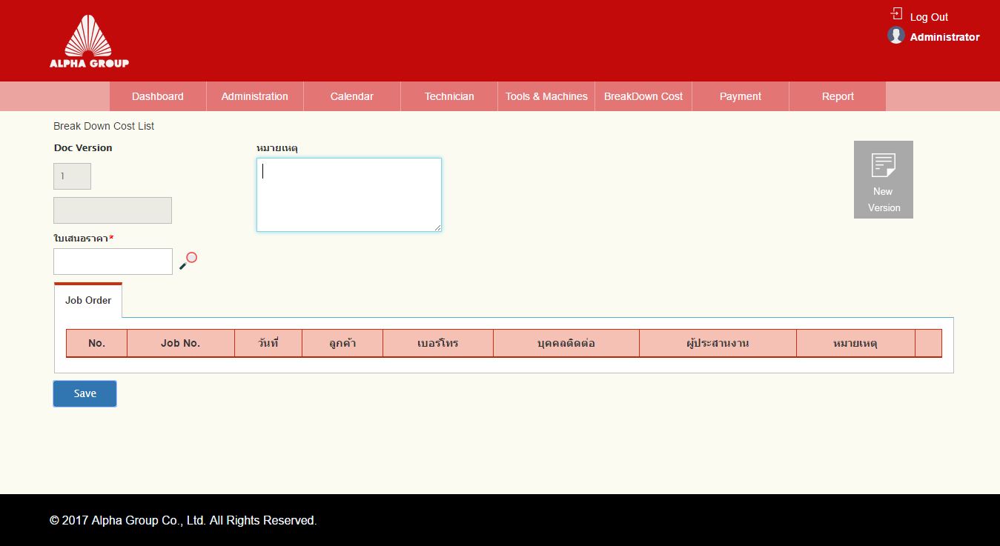 Log Out
Administrator
ALPHA GROUP
Dashboard Administration Calendar Technician Tools & Machines BreakDown Cost Payment Report
Break Down Cost List
Doc Version
หมายเหตุ
1
New
Version
ใบเสนอราคา*
Job Order
No. Job No. วันที่ ลูกค้า เบอร์โทร บุคคลติดต่อ ผู้ประสานงาน หมายเหตุ
Save
© 2017 Alpha Group Co., Ltd. All Rights Reserved.